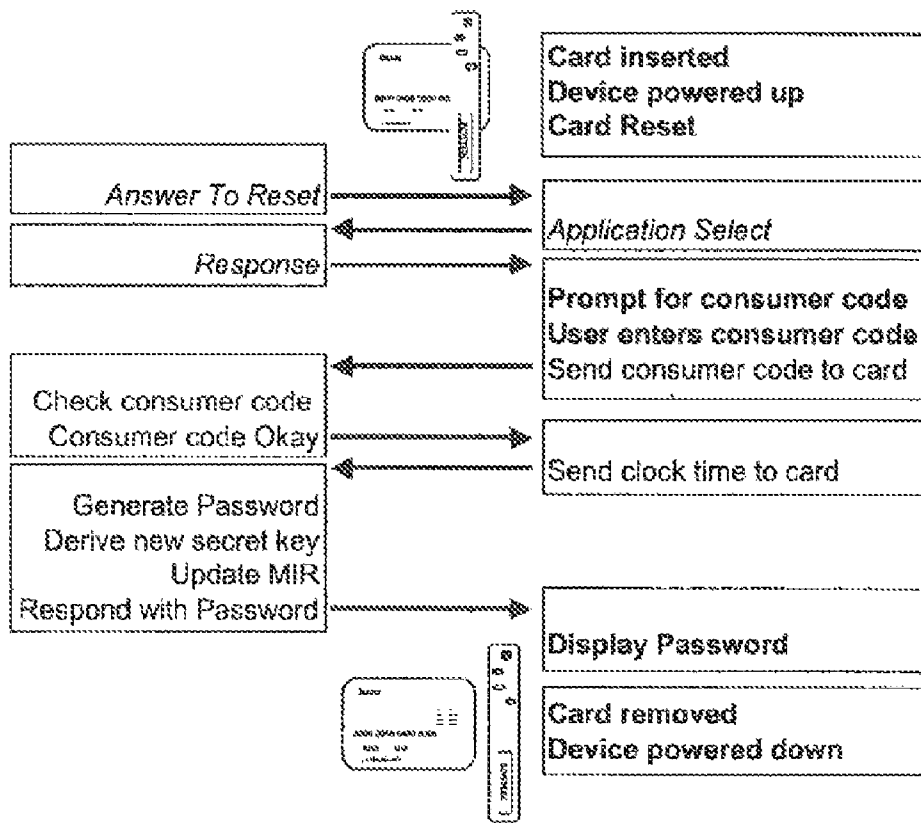 Card inserted
Device powered up
Card Reset
Answer To Reset
Application Select
Response
Prompt for consumer code
User enters consumer code
Send consumer code to card
Check consumer code
Consumer code Okay
Send clock time to card
Generate Password
Derive new secret key
Update MIR
Respond with Password
Display Password
Card removed
Device powered down